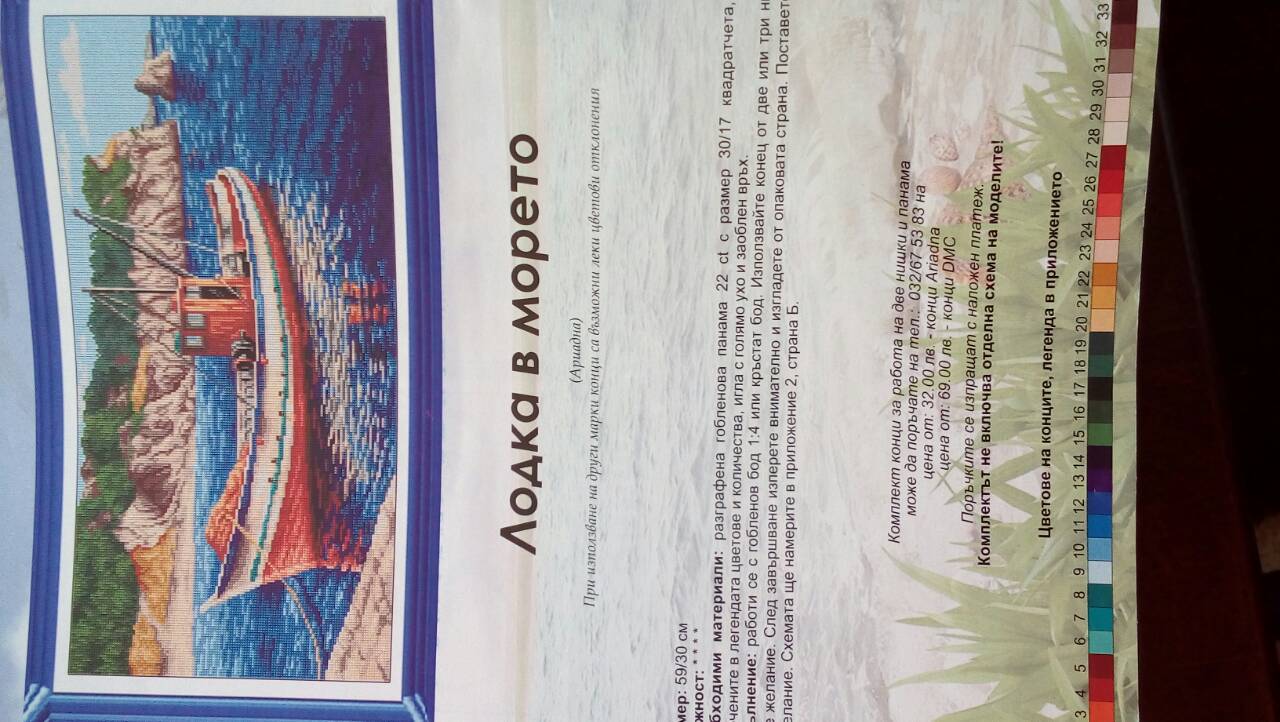 Лодка в морето
(Ариадна)
При използване на други марки конци са възможни леки цветови отклонения
мер: 59/30 см
жност: * * * *
бходими материали: разграфена гобленова панама 22 ct с размер 30/17 квадратчета,
чените в легендата цветове и количества, игла с голямо ухо и заоблен връх.
ълнение: работи се с гобленов бод 1:4 или кръстат бод. Използвайте конец от две или три ни
е желание. След завършване изперете внимателно и изгладете от опаковата страна. Поставет
елание. Схемата ще намерите в приложение 2, страна Б.
Комплект конци за работа на две нишки и панама
може да поръчате на тел.: 032/67 53 83 на
цена от: 32.00 лв. - конци Ariadna
цена от: 69.00 лв. - конци DMC
Поръчките се изпращат с наложен платеж.
Комплектът не включва отделна схема на моделите!
Цветове на конците, легенда в приложението
3 4 5 6 7 8 9 10 11 12 13 14 15 16 17 18 19 20 21 22 23 24 25 26 27 28 29 30 31 32 33